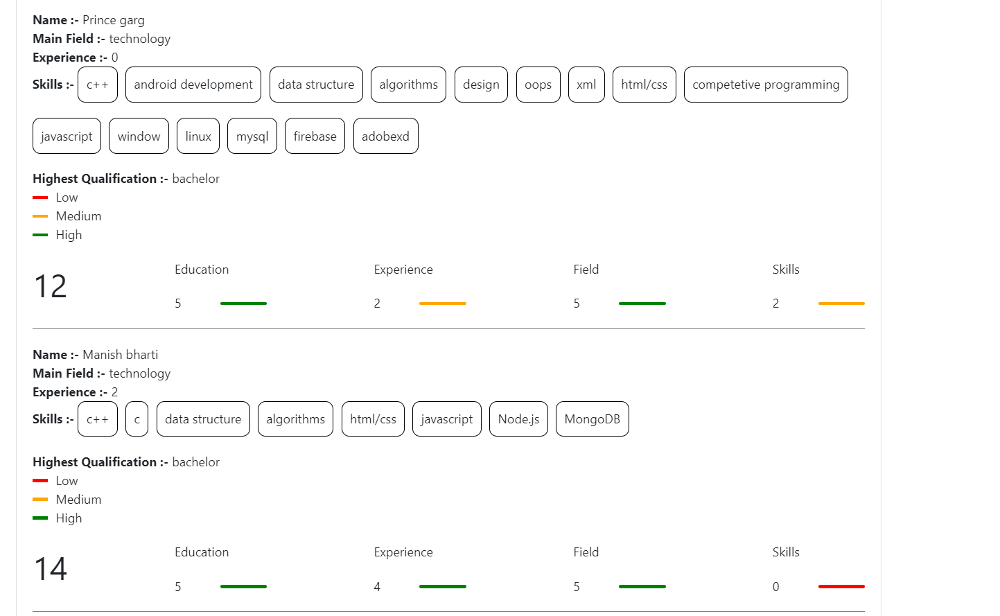 Name :- Prince garg
Main Field :- technology
Experience :- 0
Skills :- c++ android development data structure algorithms design oops xml html/css competetive programming
javascript window linux mysql firebase adobexd
Highest Qualification :- bachelor
Low
Medium
High
12
Education Experience Field Skills
5 2 5 2
Name :- Manish bharti
Main Field :- technology
Experience :- 2
Skills :- c++ c data structure algorithms html/css javascript Node.js MongoDB
Highest Qualification :- bachelor
Low
Medium
High
14
Education Experience Field Skills
5 4 5 0